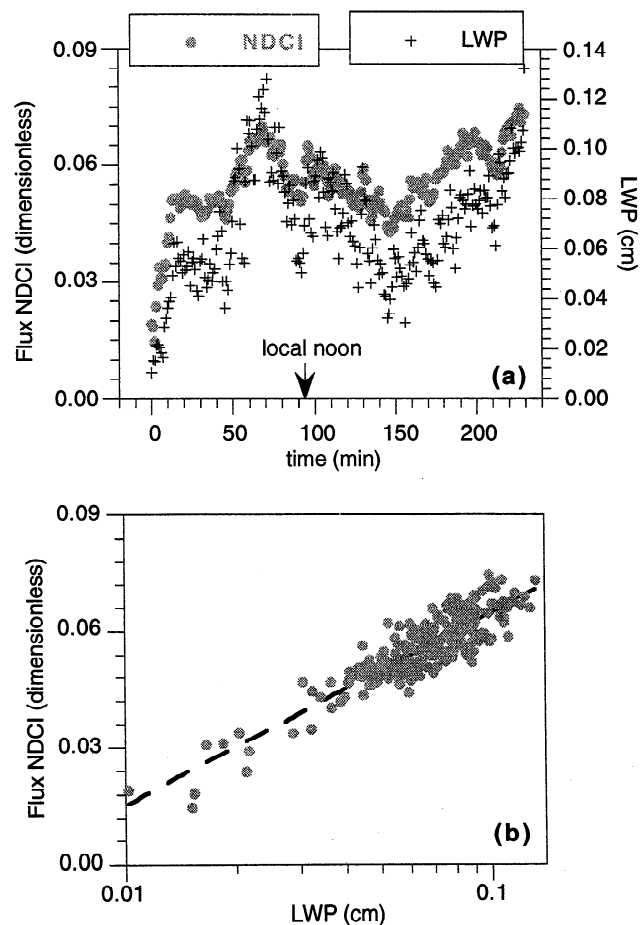 NDCI
LWP
0.09
0.06
0.03
0.00
Flux NDCI (dimensionless)
0.14
0.12
0.10
0.08
0.06
0.04
0.02
0.00
LWP (cm)
local noon
(a)
0 50 100 150 200
time (min)
0.09
0.06
0.03
0.00
Flux NDCI (dimensionless)
(b)
0.01 0.1
LWP (cm)